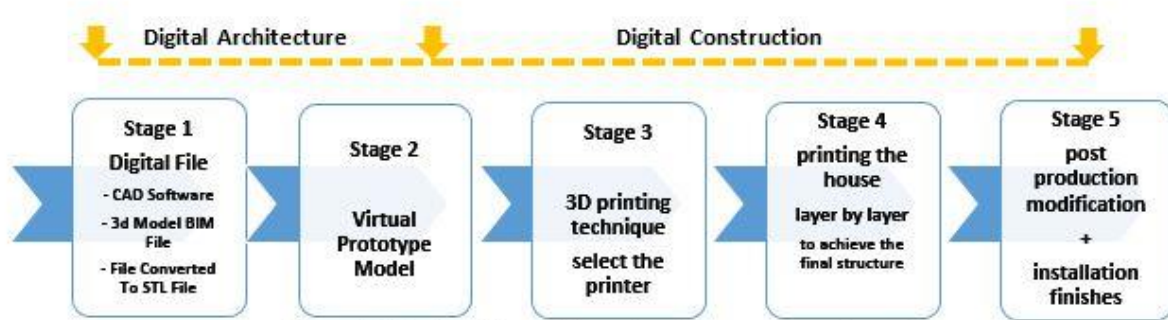 Digital Architecture
Digital Construction
Stage 1
Digital File
- CAD Software
- 3d Model BIM
File
- File Converted
To STL File
Stage 2
Virtual
Prototype
Model
Stage 3
3D printing
technique
select the
printer
Stage 4
printing the
house
layer by layer
to achieve the
final structure
Stage 5
post
production
modification
+
installation
finishes